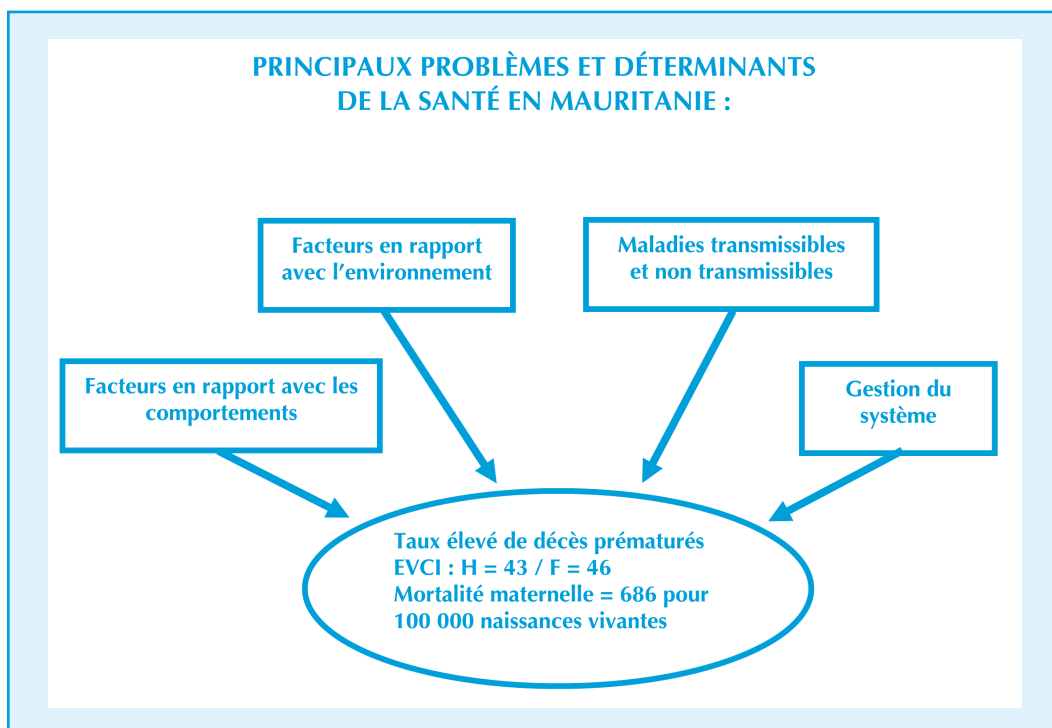 PRINCIPAUX PROBLÈMES ET DÉTERMINANTS
DE LA SANTÉ EN MAURITANIE :
Facteurs en rapport
avec l’environnement
Maladies transmissibles
et non transmissibles
Facteurs en rapport avec les
comportements
Gestion du
système
Taux élevé de décès prématurés
EVCI : H = 43 / F = 46
Mortalité maternelle = 686 pour
100 000 naissances vivantes